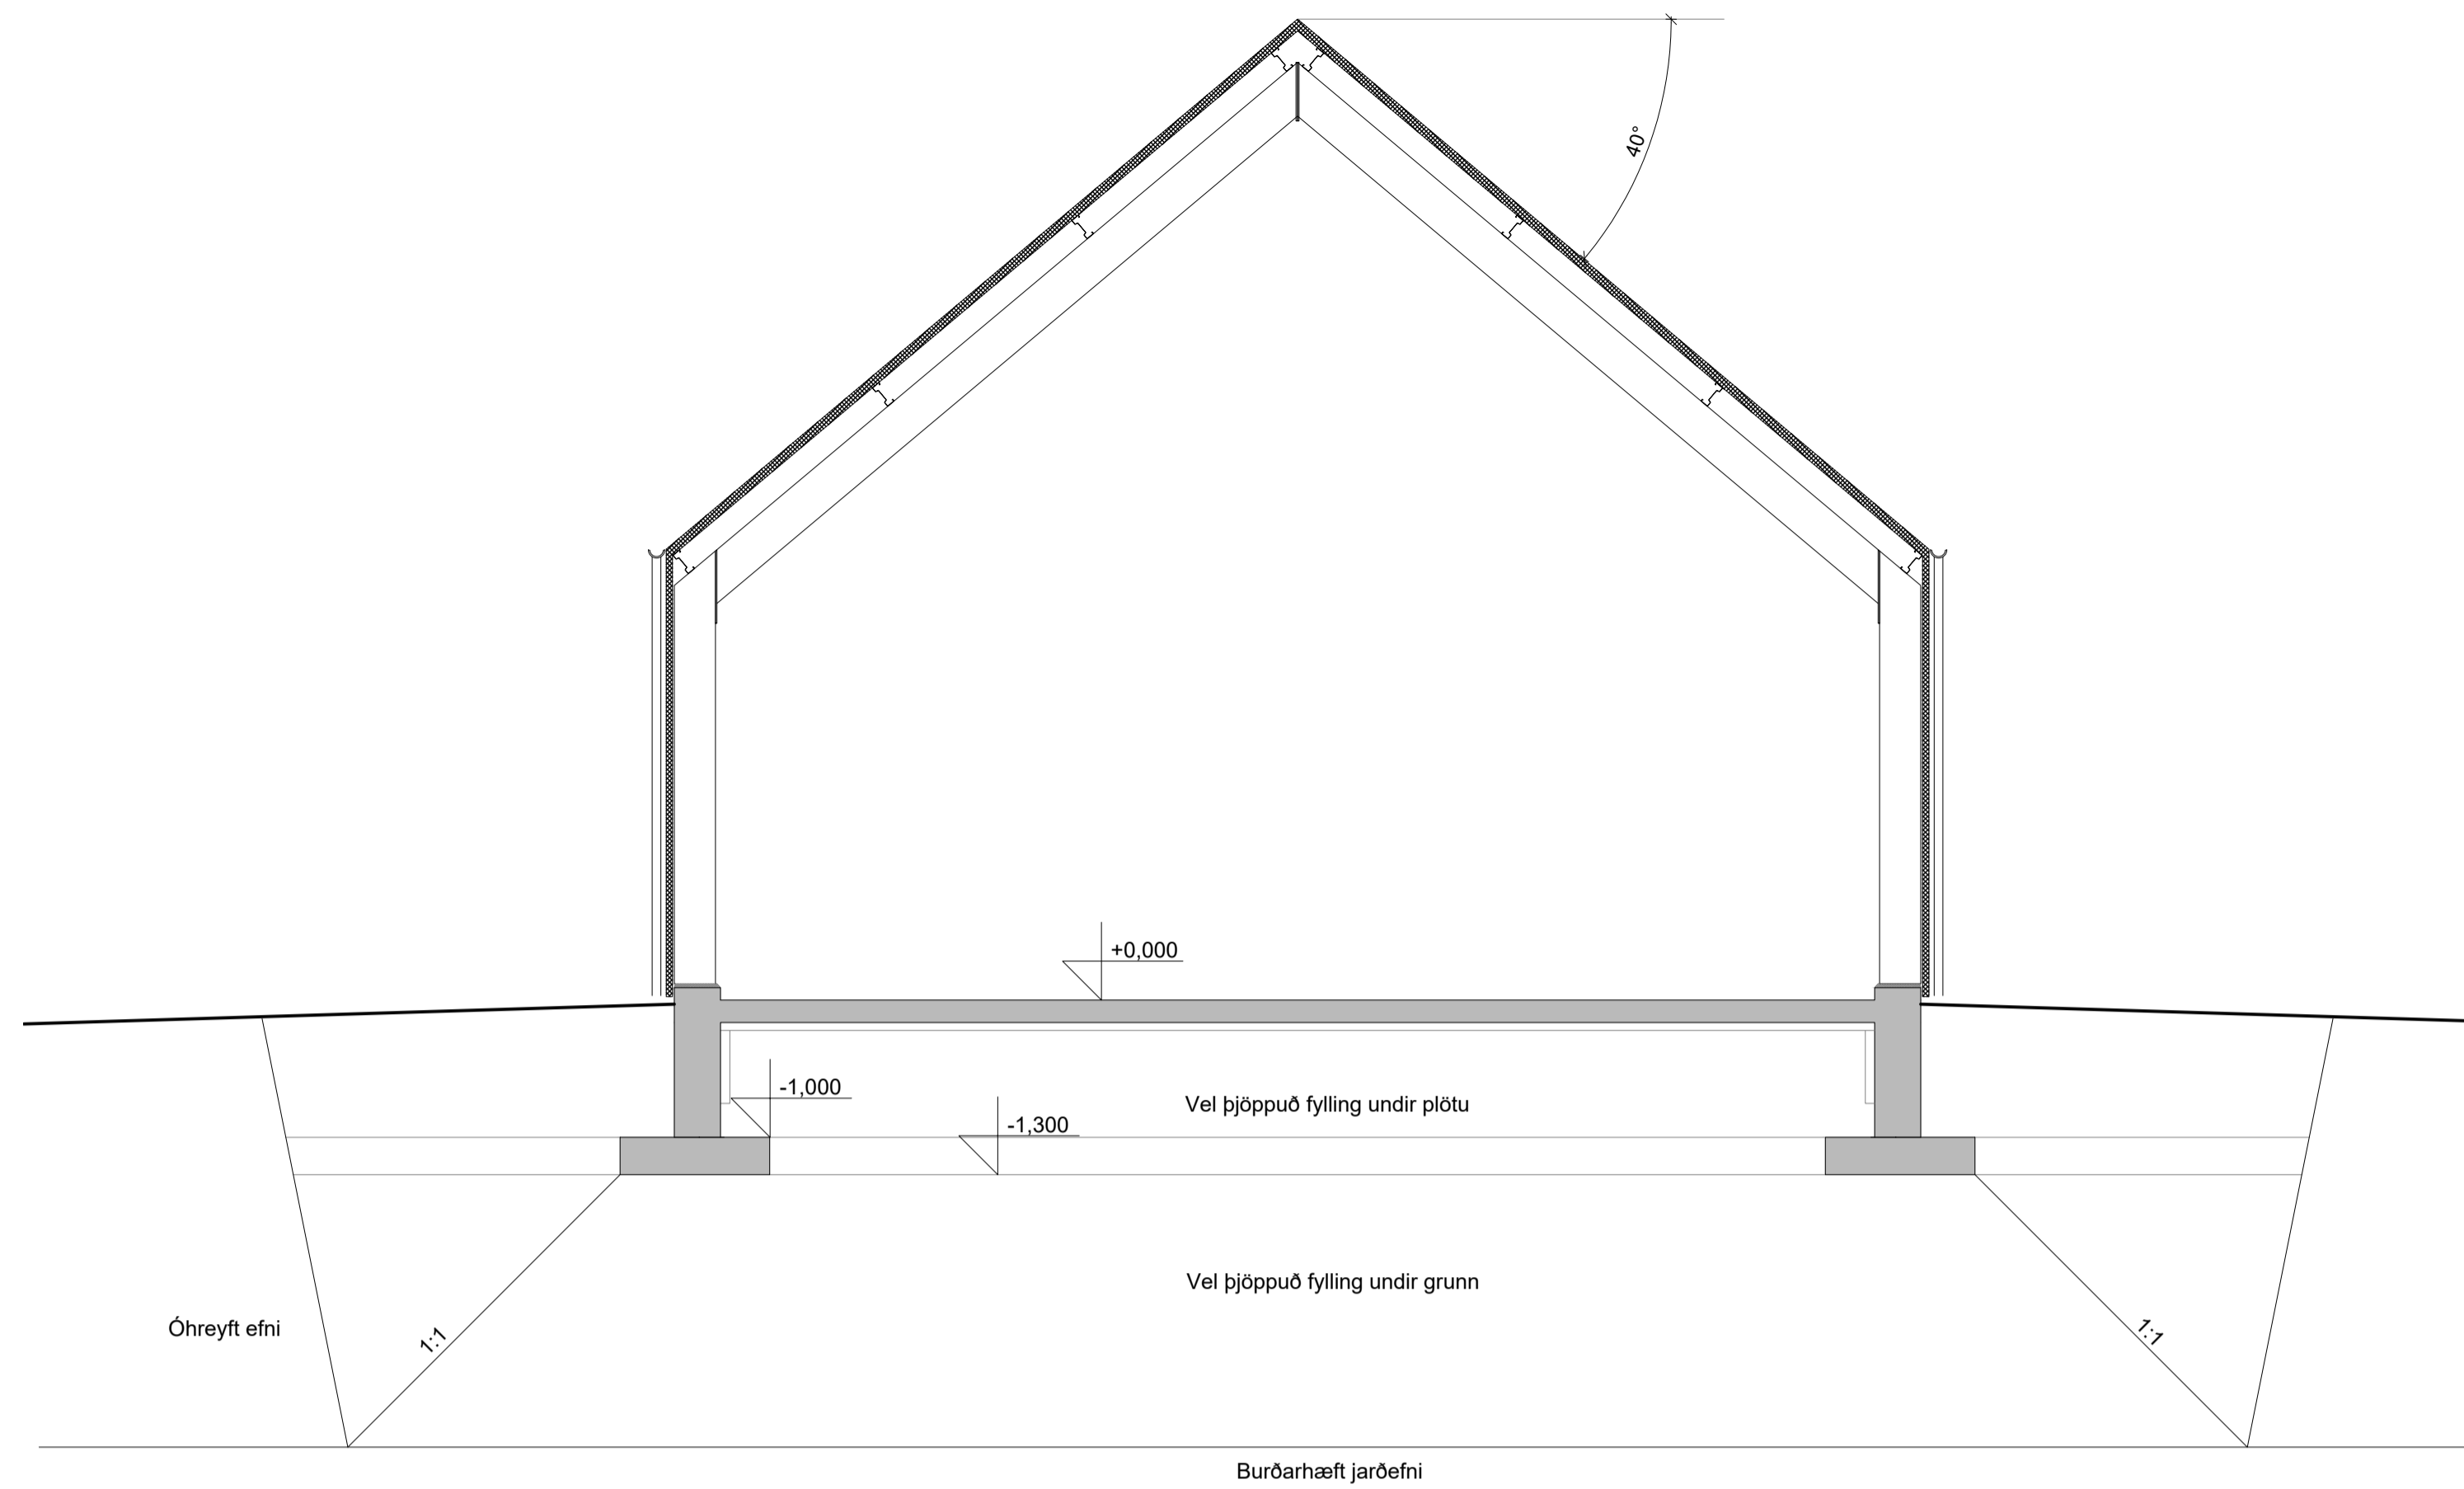 40°
+0,000
-1,000
Vel þjöppuð fylling undir plötu
-1,300
Vel þjöppuð fylling undir grunn
Óhreyft efni
1:1
1:1
Burðarhæft jarðefni